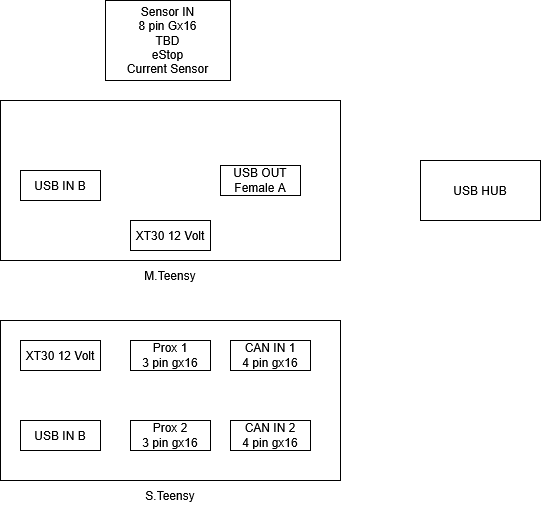 Sensor IN
8 pin Gx16
TBD
eStop
Current Sensor
USB IN B
USB OUT
Female A
USB HUB
XT30 12 Volt
M.Teensy
XT30 12 Volt
Prox 1
3 pin gx16
CAN IN 1
4 pin gx16
USB IN B
Prox 2
3 pin gx16
CAN IN 2
4 pin gx16
S.Teensy